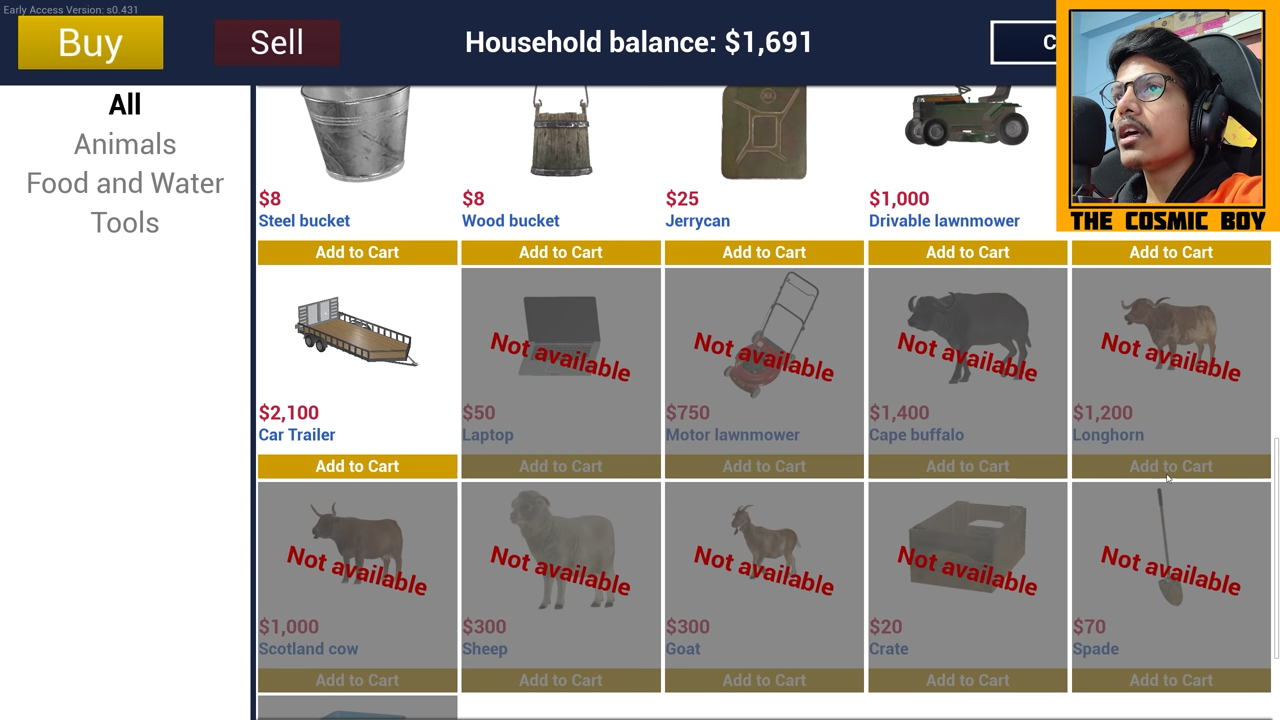 Early Access Version: s0.431
Buy
Sell
Household balance: $1,691
C
THE COSMIC BOY
All
Animals
Food and Water
Tools
$8
Steel bucket
Add to Cart
$8
Wood bucket
Add to Cart
$25
Jerrycan
Add to Cart
$1,000
Drivable lawnmower
Add to Cart
Add to Cart
$2,100
Car Trailer
Add to Cart
Not available
$50
Laptop
Add to Cart
Not available
$750
Motor lawnmower
Add to Cart
Not available
$1,400
Cape buffalo
Add to Cart
Not available
$1,200
Longhorn
Add to Cart
Not available
$1,000
Scotland cow
Add to Cart
Not available
$300
Sheep
Add to Cart
Not available
$300
Goat
Add to Cart
Not available
$20
Crate
Add to Cart
Not available
$70
Spade
Add to Cart